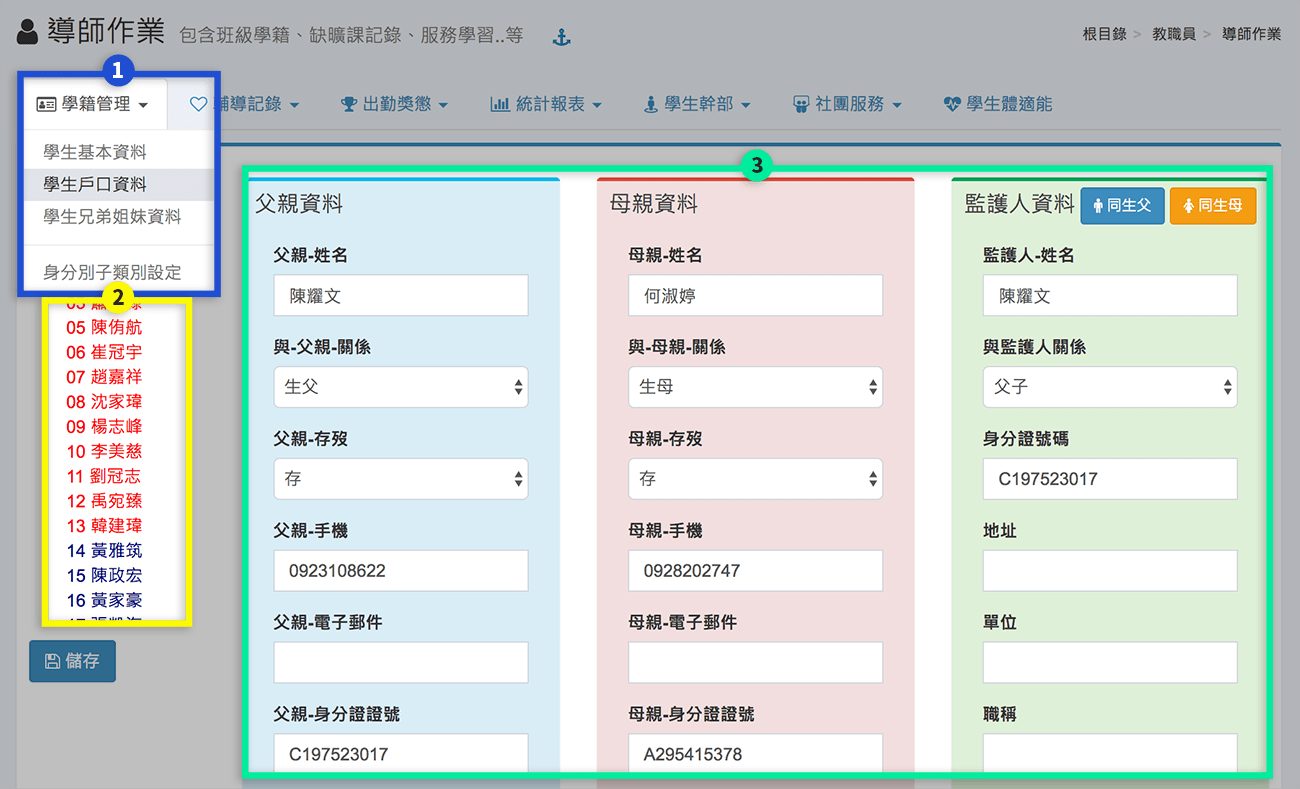 導師作業 包含班級學籍、缺曠課記錄、服務學習..等
根目錄 > 教職員 > 導師作業
1
學籍管理 輔導記錄 出勤獎懲 統計報表 學生幹部 社團服務 學生體適能
學生基本資料
學生戶口資料
學生兄弟姐妹資料
身分別子類別設定
2
05 陳侑航
06 崔冠宇
07 趙嘉祥
08 沈家瑋
09 楊志峰
10 李美慈
11 劉冠志
12 禹宛臻
13 韓建瑋
14 黃雅筑
15 陳政宏
16 黃家豪
儲存
3
父親資料
父親-姓名
陳耀文
與-父親-關係
生父
父親-存歿
存
父親-手機
0923108622
父親-電子郵件
父親-身分證證號
C197523017
母親資料
母親-姓名
何淑婷
與-母親-關係
生母
母親-存歿
存
母親-手機
0928202747
母親-電子郵件
母親-身分證證號
A295415378
監護人資料 同生父 同生母
監護人-姓名
陳耀文
與監護人關係
父子
身分證號碼
C197523017
地址
單位
職稱